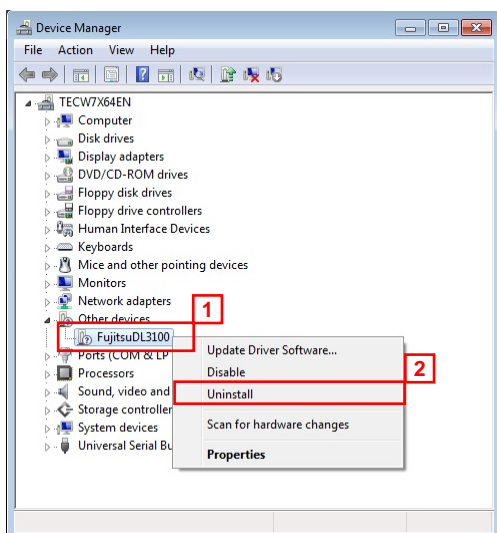 Device Manager
File Action View Help
TECW7X64EN
Computer
Disk drives
Display adapters
DVD/CD-ROM drives
Floppy disk drives
Floppy drive controllers
Human Interface Devices
Keyboards
Mice and other pointing devices
Monitors
Network adapters
1
Other devices
FujitsuDL3100
Ports (COM & LP
Processors
Sound, video and
Storage controller
System devices
Universal Serial Bu
Update Driver Software...
Disable
2
Uninstall
Scan for hardware changes
Properties